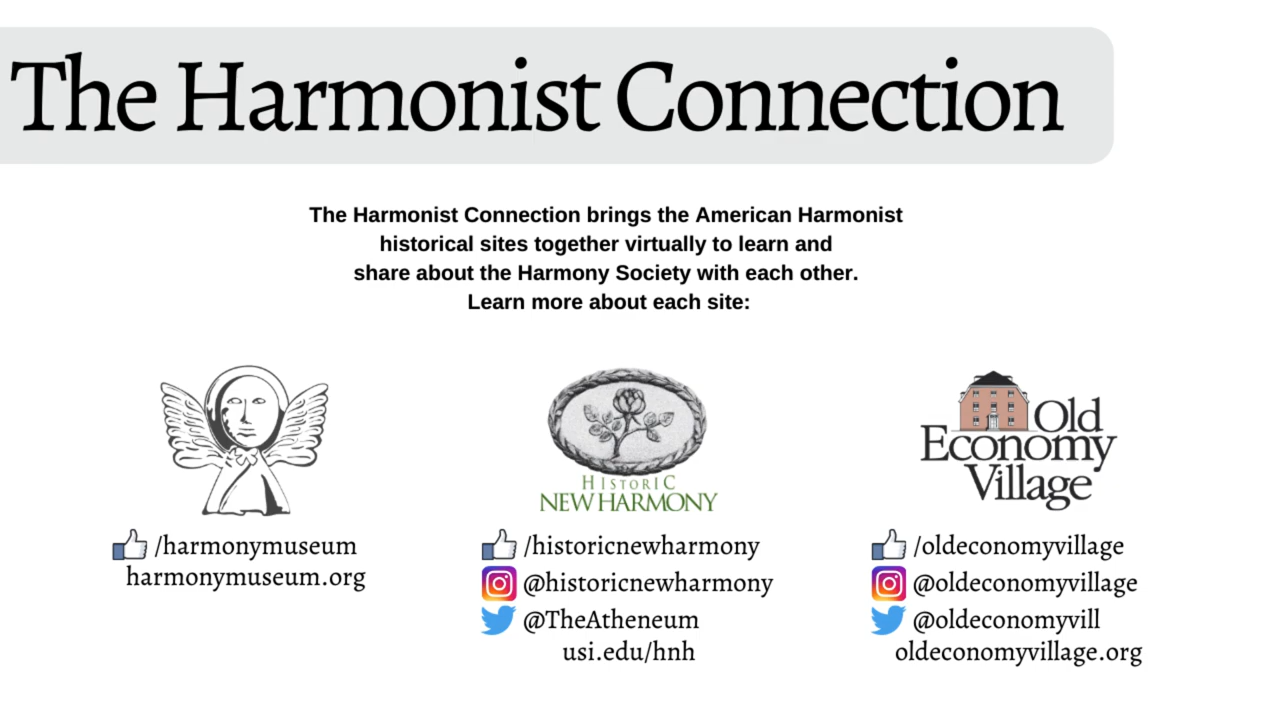 The Harmonist Connection
The Harmonist Connection brings the American Harmonist
historical sites together virtually to learn and
share about the Harmony Society with each other.
Learn more about each site:
/harmonymuseum
harmonymuseum.org
HISTORIC
NEW HARMONY
/historicnewharmony
@historicnewharmony
@TheAtheneum
usi.edu/hnh
Old
Economy
Village
/oldeconomyvillage
@oldeconomyvillage
@oldeconomyvill
oldeconomyvillage.org